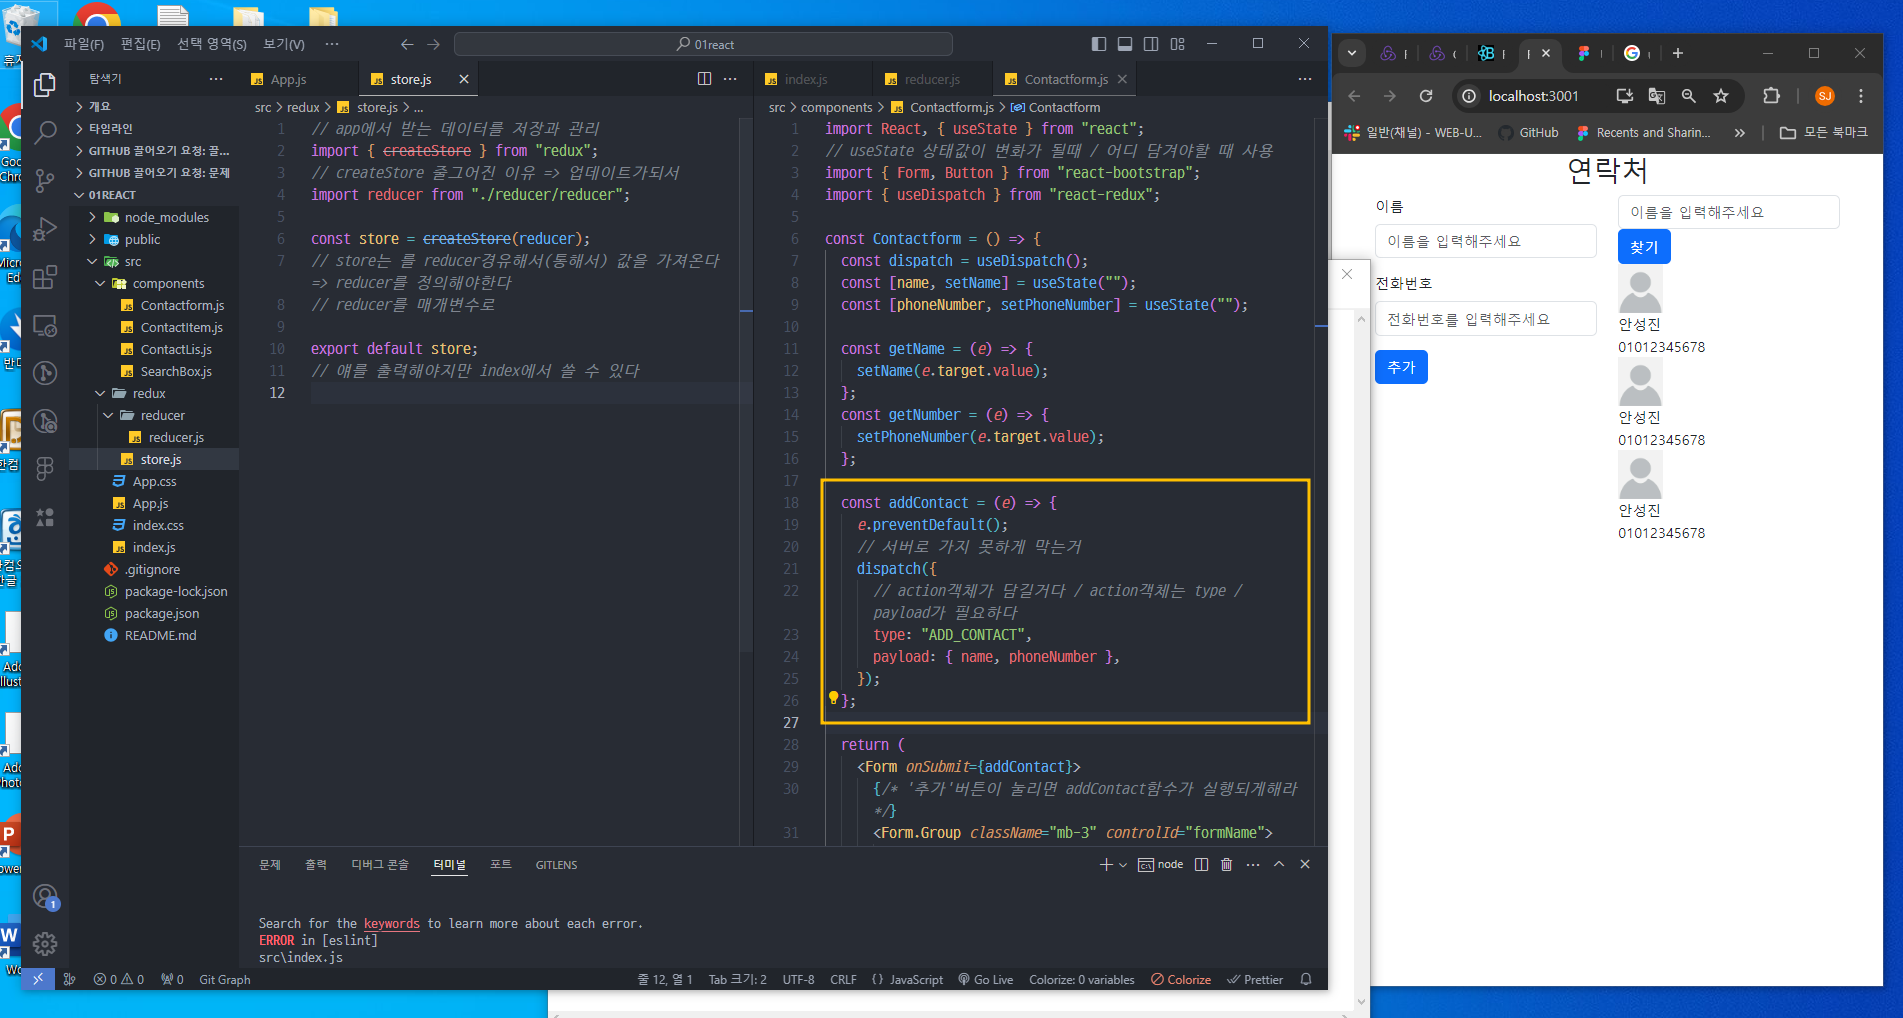 파일(F) 편집(E) 선택 영역(S) 보기(V) ··· 01react
탐색기
개요
타임라인
GITHUB 끌어오기 요청: 끌...
GITHUB 끌어오기 요청: 문제
01REACT
node_modules
public
src
components
Contactform.js
ContactItem.js
ContactLis.js
SearchBox.js
redux
reducer
reducer.js
store.js
App.css
App.js
index.css
index.js
.gitignore
package-lock.json
package.json
README.md
App.js store.js
src > redux > store.js > ...
1 // app에서 받는 데이터를 저장과 관리
2 import { createStore } from "redux";
3 // createStore 줄그어진 이유 => 업데이트가되서
4 import reducer from "./reducer/reducer";
5
6 const store = createStore(reducer);
7 // store는 를 reducer경유해서(통해서) 값을 가져온다
=> reducer를 정의해야한다
8 // reducer를 매개변수로
9
10 export default store;
11 // 얘를 출력해야지만 index에서 쓸 수 있다
12
index.js reducer.js Contactform.js
src > components > Contactform.js > Contactform
1 import React, { useState } from "react";
2 // useState 상태값이 변화가 될때 / 어디 담겨야할 때 사용
3 import { Form, Button } from "react-bootstrap";
4 import { useDispatch } from "react-redux";
5
6 const Contactform = () => {
7 const dispatch = useDispatch();
8 const [name, setName] = useState("");
9 const [phoneNumber, setPhoneNumber] = useState("");
10
11 const getName = (e) => {
12 setName(e.target.value);
13 };
14 const getNumber = (e) => {
15 setPhoneNumber(e.target.value);
16 };
17
18 const addContact = (e) => {
19 e.preventDefault();
20 // 서버로 가지 못하게 막는거
21 dispatch({
22 // action객체가 담길거다 / action객체는 type /
payload가 필요하다
23 type: "ADD_CONTACT",
24 payload: { name, phoneNumber },
25 });
26 };
27
28 return (
29 <Form onSubmit={addContact}>
30 {/* '추가'버튼이 눌리면 addContact함수가 실행되게해라
*/}
31 <Form.Group className="mb-3" controlId="formName">
문제 출력 디버그 콘솔 터미널 포트 GITLENS
node
Search for the keywords to learn more about each error.
ERROR in [eslint]
src\index.js
0 0 0 Git Graph
줄 12, 열 1 Tab 크기: 2 UTF-8 CRLF {} JavaScript Go Live Colorize: 0 variables Colorize Prettier
localhost:3001
SJ
일반(채널) - WEB-U... GitHub Recents and Sharin... » 모든 북마크
연락처
이름
이름을 입력해주세요
전화번호
전화번호를 입력해주세요
추가
이름을 입력해주세요
찾기
안성진
01012345678
안성진
01012345678
안성진
01012345678